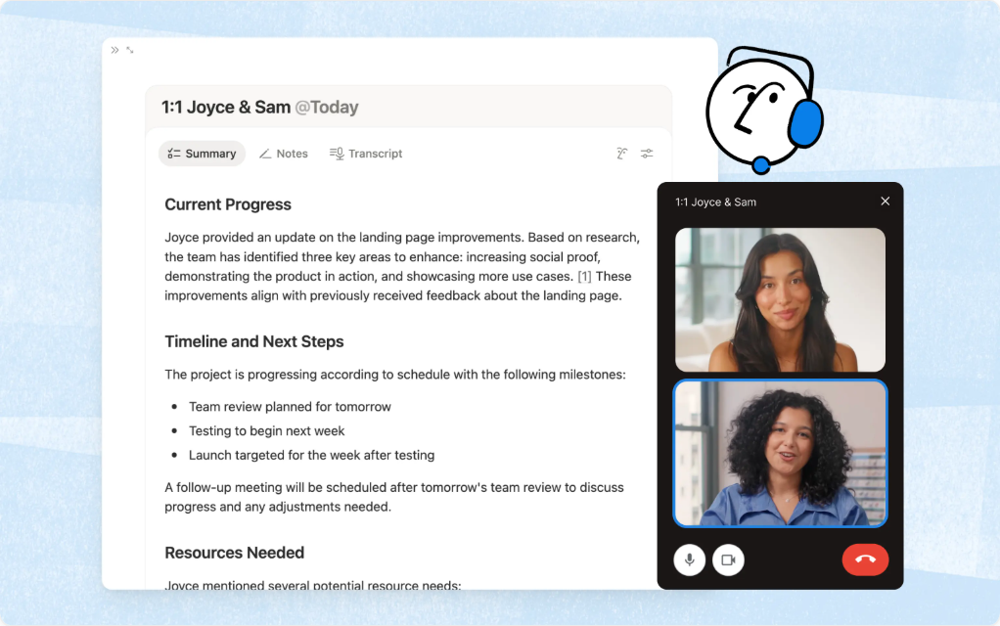 1:1 Joyce & Sam @Today
Summary
Notes
Transcript
Current Progress
Joyce provided an update on the landing page improvements. Based on research,
the team has identified three key areas to enhance: increasing social proof,
demonstrating the product in action, and showcasing more use cases. [1] These
improvements align with previously received feedback about the landing page.
Timeline and Next Steps
The project is progressing according to schedule with the following milestones:
• Team review planned for tomorrow
• Testing to begin next week
• Launch targeted for the week after testing
A follow-up meeting will be scheduled after tomorrow's team review to discuss
progress and any adjustments needed.
Resources Needed
Joyce mentioned several potential resource needs:
1:1 Joyce & Sam